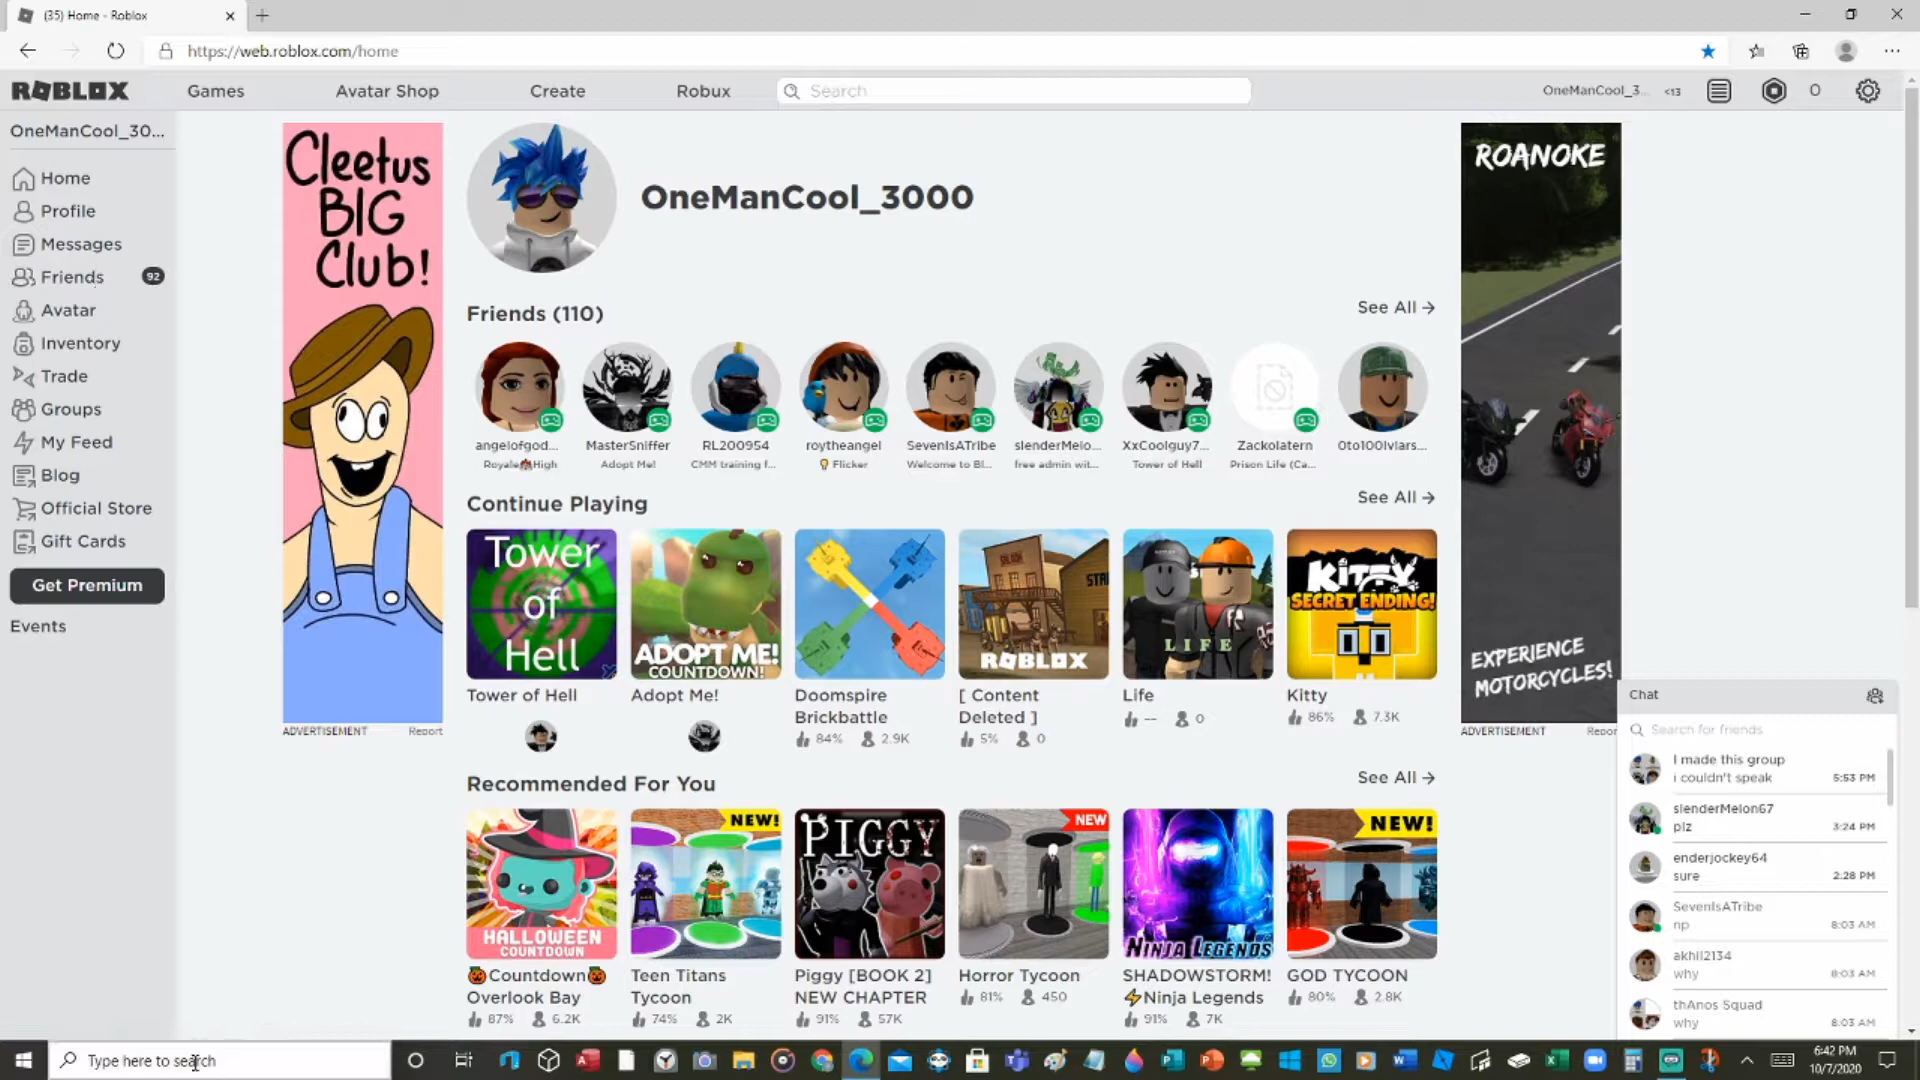 (35) Home - Roblox
https://web.roblox.com/home
ROBLOX
Games
Avatar Shop
Create
Robux
Search
OneManCool_3...
<13
0
OneManCool_30...
Home
Profile
Messages
Friends
92
Avatar
Inventory
Trade
Groups
My Feed
Blog
Official Store
Gift Cards
Get Premium
Events
Cleetus
BIG
Club!
ADVERTISEMENT
Report
OneManCool_3000
Friends (110)
See All →
angelofgod...
Royale🏰High
MasterSniffer
Adopt Me!
RL200954
CMM training f...
roytheangel
💡 Flicker
SevenIsATribe
Welcome to Bl...
slenderMelo...
free admin wit...
XxCoolguy7...
Tower of Hell
Zackolatern
Prison Life (Ca...
0to100lvlars...
Continue Playing
See All →
Tower
of
Hell
Tower of Hell
ADOPT ME!
COUNTDOWN!
Adopt Me!
Doomspire
Brickbattle
84%
2.9K
SALOON
STA
ROBLOX
[ Content
Deleted ]
5%
0
LIFE
Life
--
0
KITTY
SECRET ENDING!
Kitty
86%
7.3K
Recommended For You
See All →
HALLOWEEN
COUNTDOWN
🎃Countdown🎃
Overlook Bay
87%
6.2K
NEW!
Teen Titans
Tycoon
74%
2K
PIGGY
Piggy [BOOK 2]
NEW CHAPTER
91%
57K
NEW
Horror Tycoon
81%
450
NINJA LEGENDS
SHADOWSTORM!
⚡Ninja Legends
91%
7K
NEW!
GOD TYCOON
80%
2.8K
ROANOKE
EXPERIENCE
MOTORCYCLES!
ADVERTISEMENT
Repor
Chat
Search for friends
I made this group
i couldn't speak
5:53 PM
slenderMelon67
plz
3:24 PM
enderjockey64
sure
2:28 PM
SevenIsATribe
np
8:03 AM
akhil2134
why
8:03 AM
thAnos Squad
why
8:03 AM
Type here to search
6:42 PM
10/7/2020